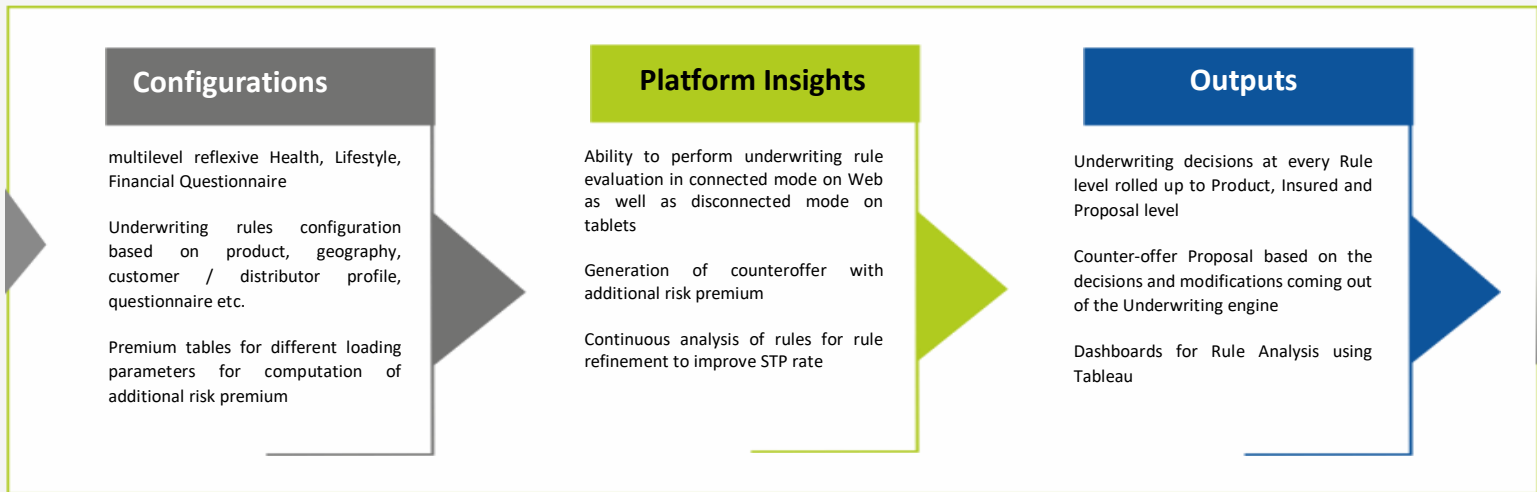 Configurations
multilevel reflexive Health, Lifestyle,
Financial Questionnaire
Underwriting rules configuration
based on product, geography,
customer / distributor profile,
questionnaire etc.
Premium tables for different loading
parameters for computation of
additional risk premium
Platform Insights
Ability to perform underwriting rule
evaluation in connected mode on Web
as well as disconnected mode on
tablets
Generation of counteroffer with
additional risk premium
Continuous analysis of rules for rule
refinement to improve STP rate
Outputs
Underwriting decisions at every Rule
level rolled up to Product, Insured and
Proposal level
Counter-offer Proposal based on the
decisions and modifications coming out
of the Underwriting engine
Dashboards for Rule Analysis using
Tableau